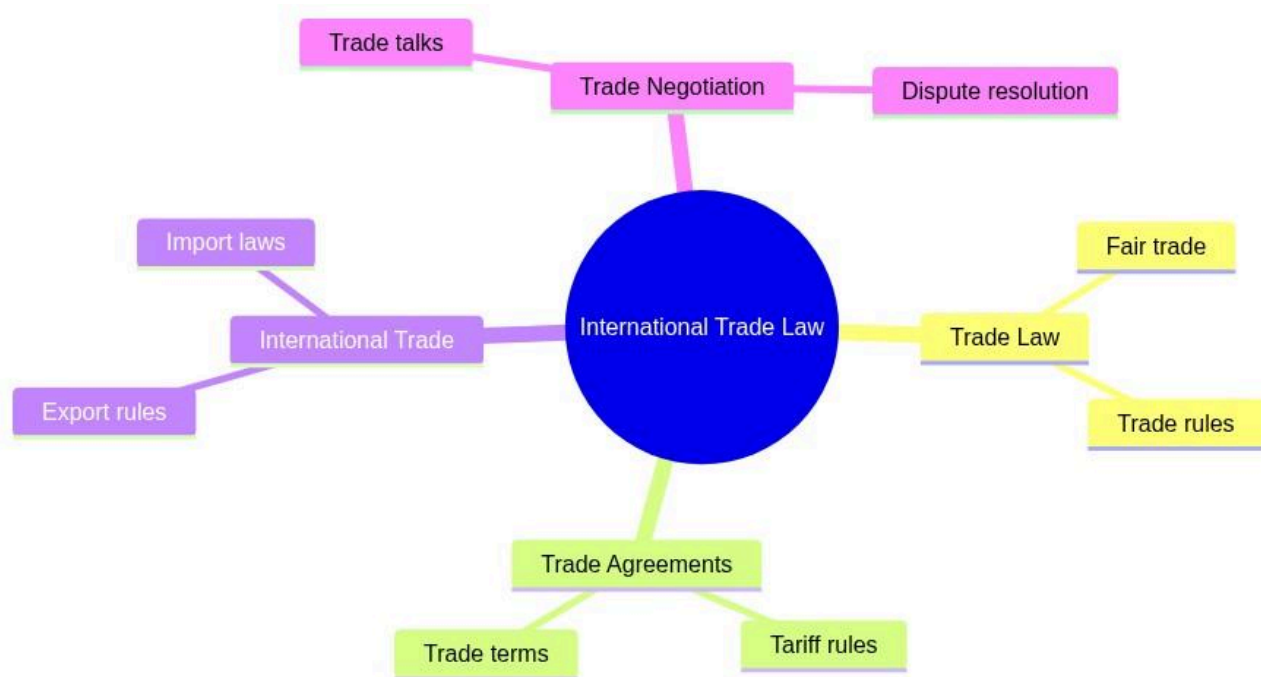 Trade talks
Trade Negotiation
Dispute resolution
Import laws
Fair trade
International Trade
International Trade Law
Trade Law
Export rules
Trade rules
Trade Agreements
Trade terms
Tariff rules